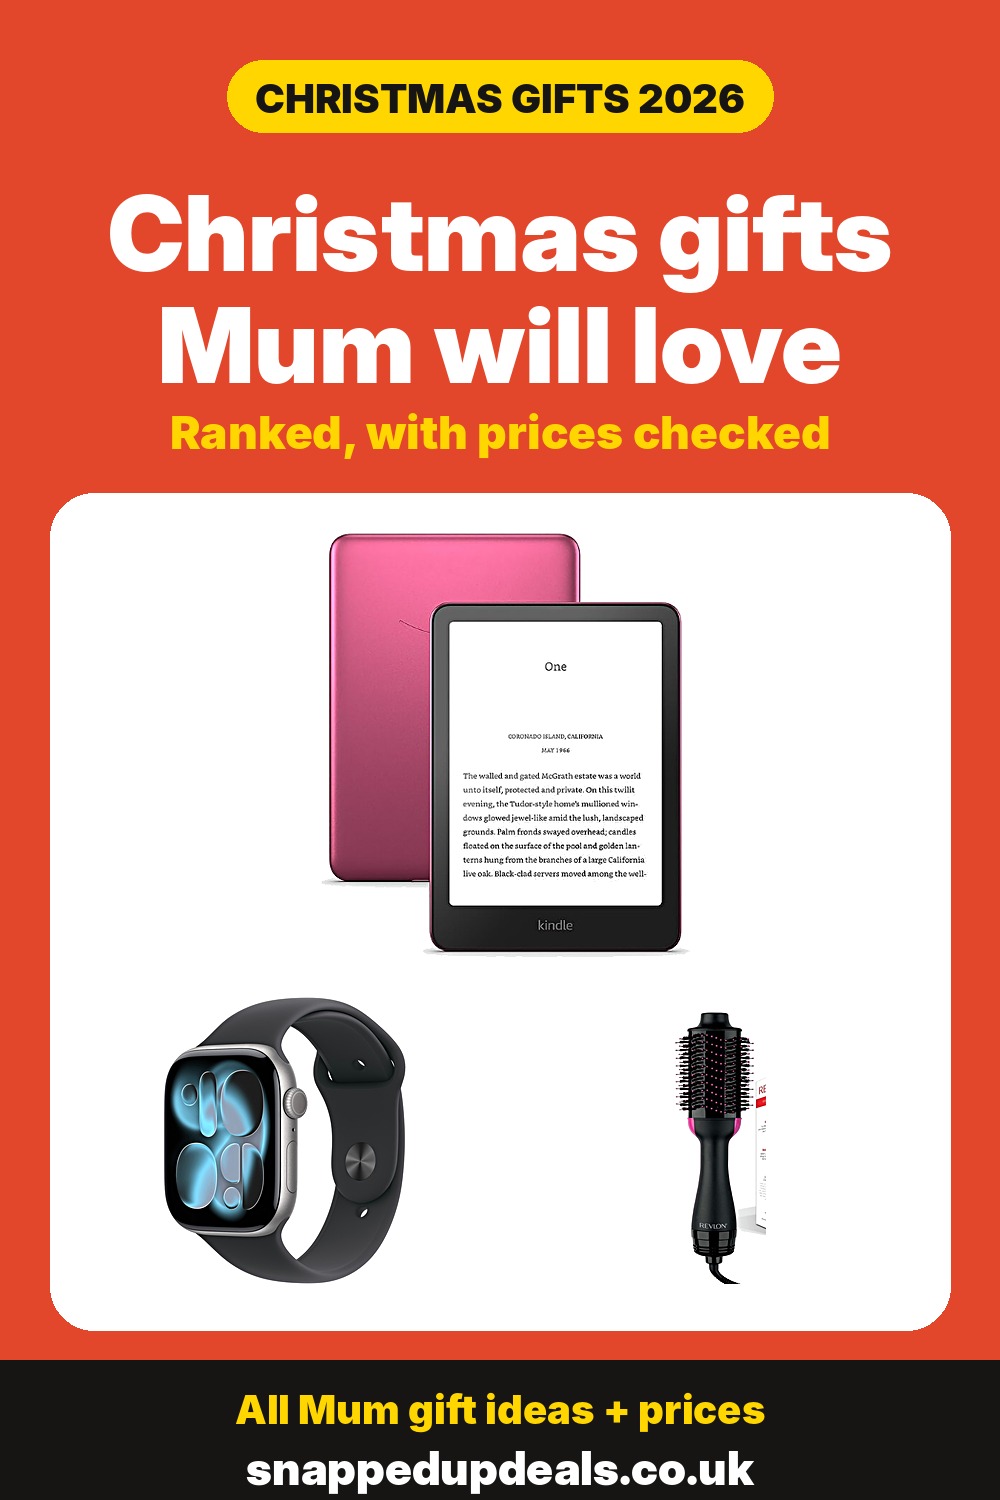 CHRISTMAS GIFTS 2026
Christmas gifts
Mum will love
Ranked, with prices checked
One
CORONADO ISLAND, CALIFORNIA
MAY 1966
The walled and gated McGrath estate was a world
unto itself, protected and private. On this twilit
evening, the Tudor-style home's mullioned win-
dows glowed jewel-like amid the lush, landscaped
grounds. Palm fronds swayed overhead; candles
floated on the surface of the pool and golden lan-
terns hung from the branches of a large California
live oak. Black-clad servers moved among the well-
kindle
RE
REVLON
All Mum gift ideas + prices
snappedupdeals.co.uk